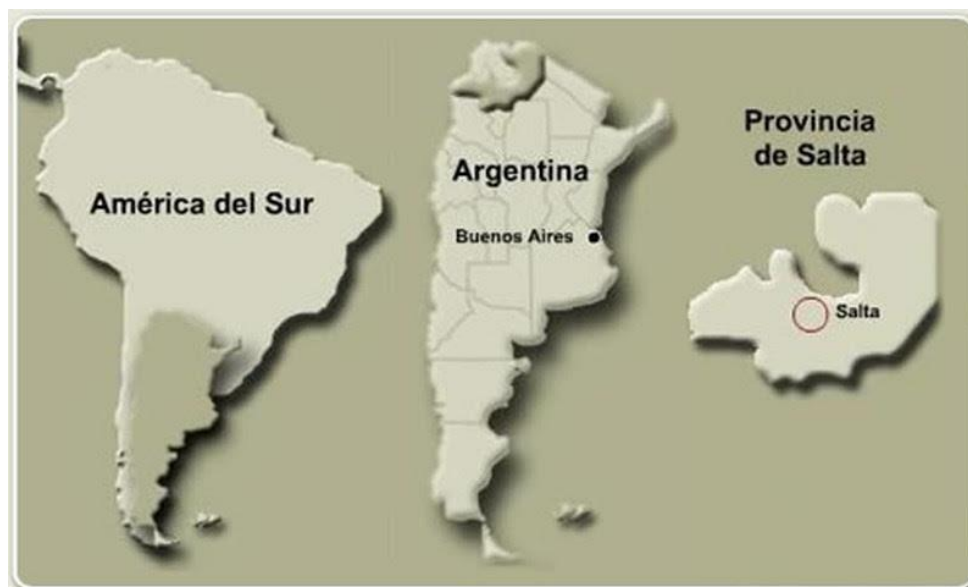 América del Sur
Argentina
Buenos Aires
Provincia
de Salta
Salta